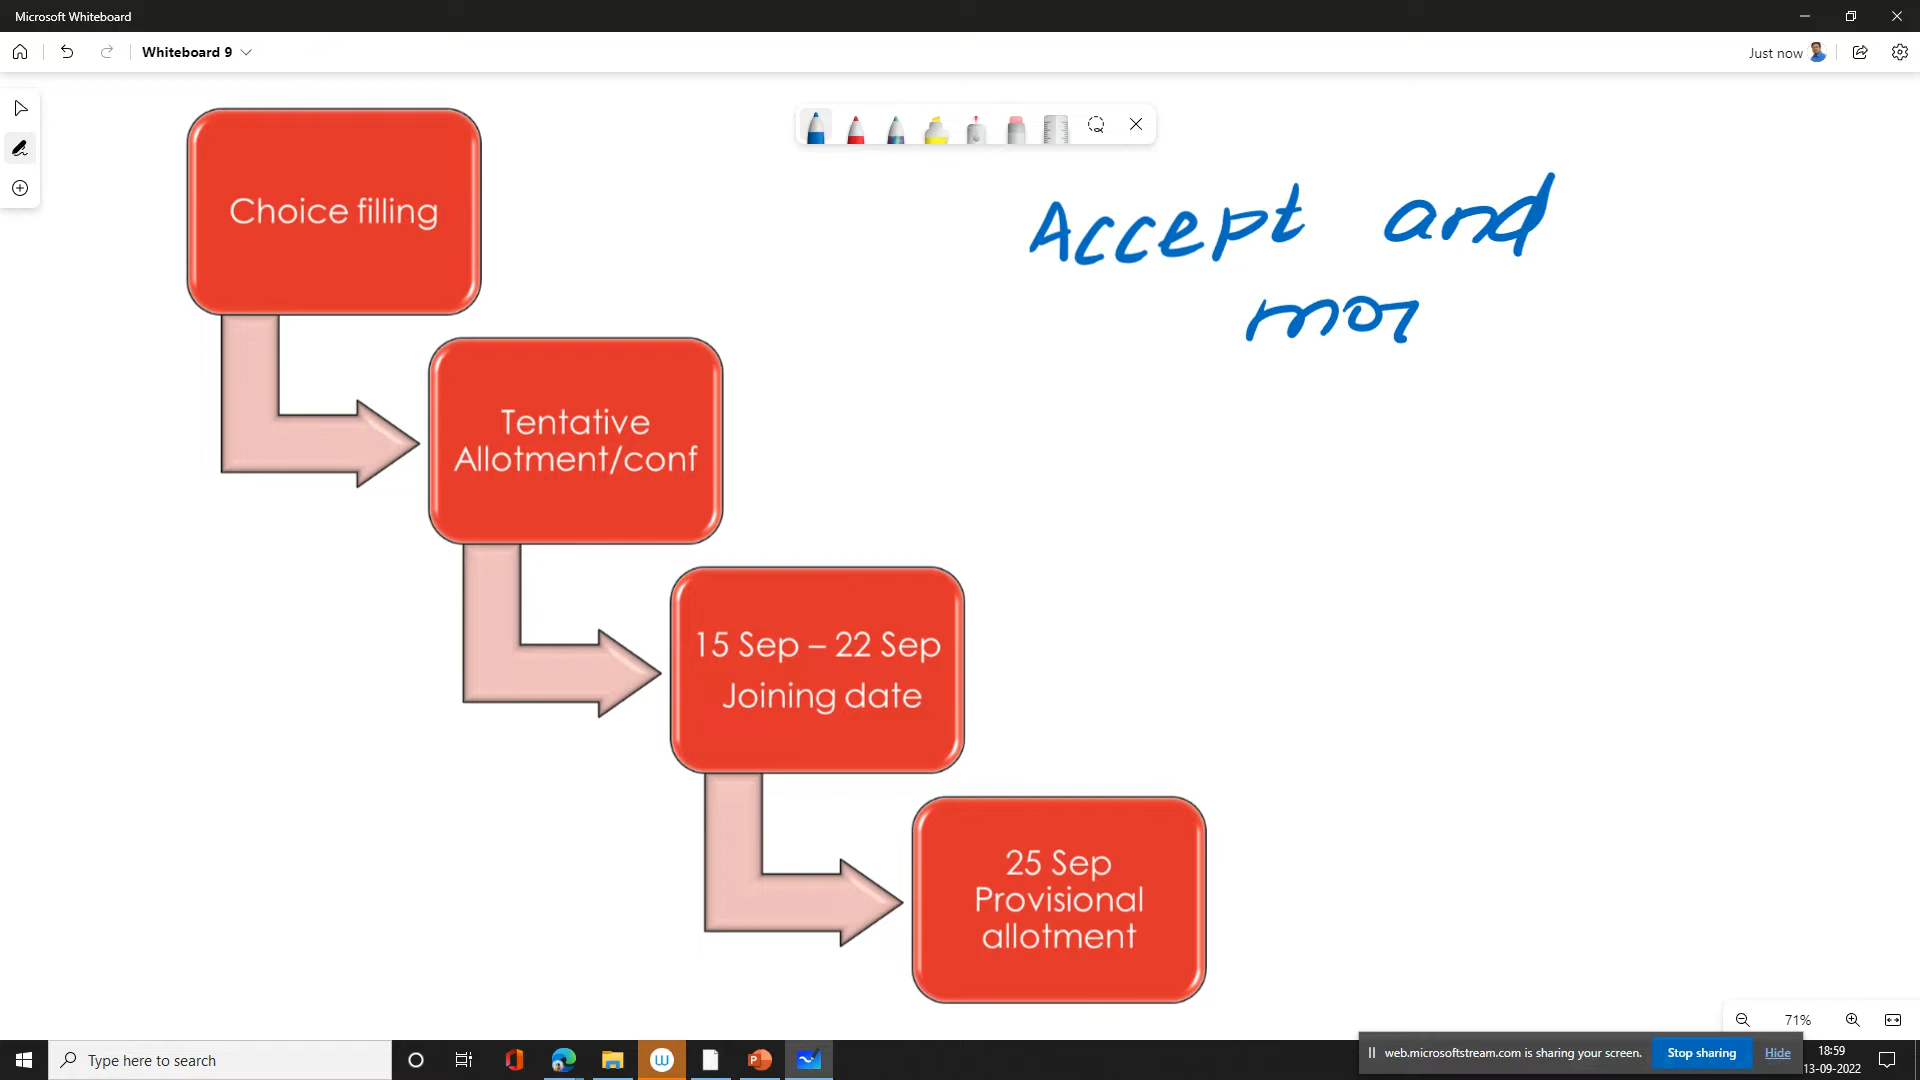 Microsoft Whiteboard
Whiteboard 9
Just now
Choice filling
Accept and
mor
Tentative
Allotment/conf
15 Sep – 22 Sep
Joining date
25 Sep
Provisional
allotment
71%
web.microsoftstream.com is sharing your screen.
Stop sharing
Hide
Type here to search
18:59
13-09-2022